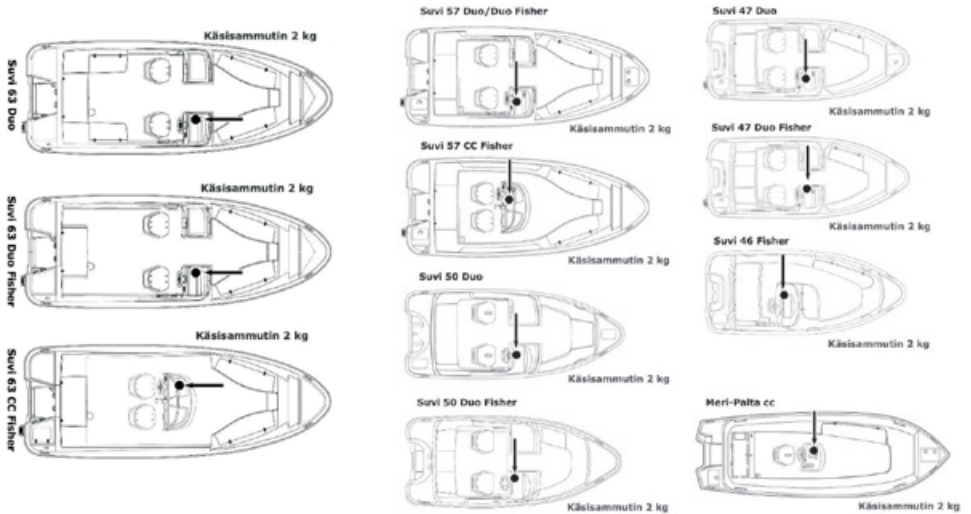 Käsisammutin 2 kg
Suvi 63 Duo
Käsisammutin 2 kg
Suvi 63 Duo Fisher
Käsisammutin 2 kg
Suvi 63 CC Fisher
Suvi 57 Duo/Duo Fisher
Käsisammutin 2 kg
Suvi 57 CC Fisher
Käsisammutin 2 kg
Suvi 50 Duo
Käsisammutin 2 kg
Suvi 50 Duo Fisher
Käsisammutin 2 kg
Suvi 47 Duo
Käsisammutin 2 kg
Suvi 47 Duo Fisher
Käsisammutin 2 kg
Suvi 46 Fisher
Käsisammutin 2 kg
Meri-Palta cc
Käsisammutin 2 kg